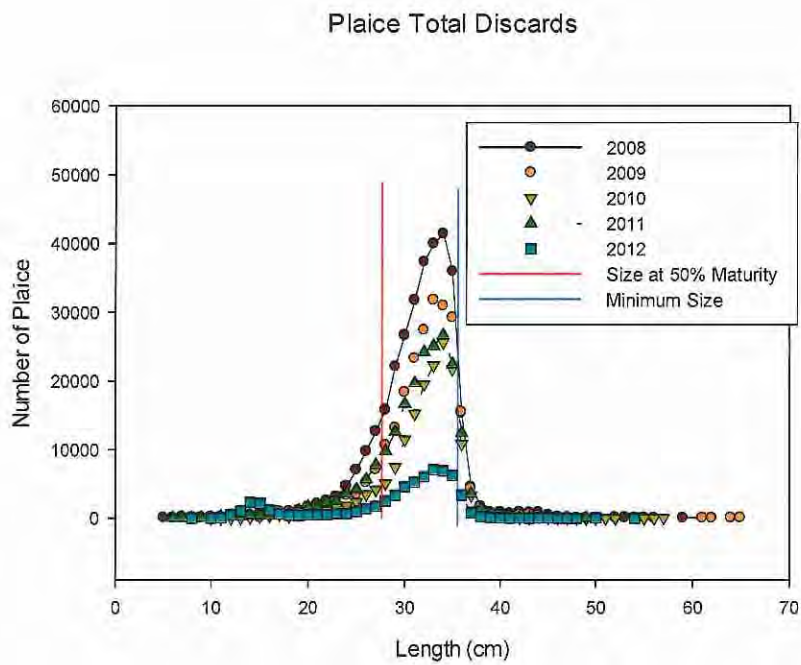 Plaice Total Discards
60000
50000
40000
30000
20000
10000
0
Number of Plaice
2008
2009
2010
2011
2012
Size at 50% Maturity
Minimum Size
0 10 20 30 40 50 60 70
Length (cm)